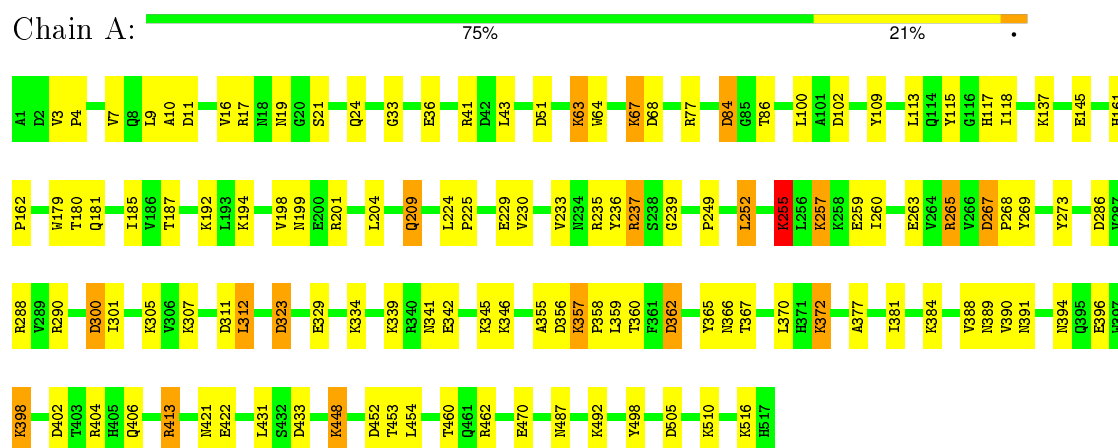 Chain A:
75% 21% •
A1 D2 V3 P4 V7 Q8 L9 A10 D11 V16 R17 N18 N19 G20 S21 Q24 G33 E36 R41 D42 L43 D51 K63 W64 K67 D68 R77 D84 G85 T86 L100 A101 D102 Y109 L113 Q114 Y115 G116 H117 I118 K137 E145 H161
P162 W179 T180 Q181 I185 V186 T187 K192 L193 K194 V198 N199 E200 R201 L204 Q209 L224 P225 E229 V230 V233 N234 R235 Y236 R237 S238 G239 P249 L252 K255 L256 K257 K258 E259 I260 E263 V264 R265 V266 D267 P268 Y269 Y273 D286 V287
R288 V289 R290 D300 I301 K305 V306 K307 D311 I312 D323 E329 K334 K339 R340 N341 E342 K345 K346 A355 D356 K357 P358 L359 T360 F361 D362 Y365 N366 T367 L370 H371 K372 A377 I381 K384 V388 N389 V390 N391 N394 Q395 E396
K398 D402 T403 R404 H405 Q406 R413 N421 E422 L431 S432 D433 K448 D452 T453 L454 T460 Q461 R462 E470 N487 K492 Y498 D505 K510 K516 H517